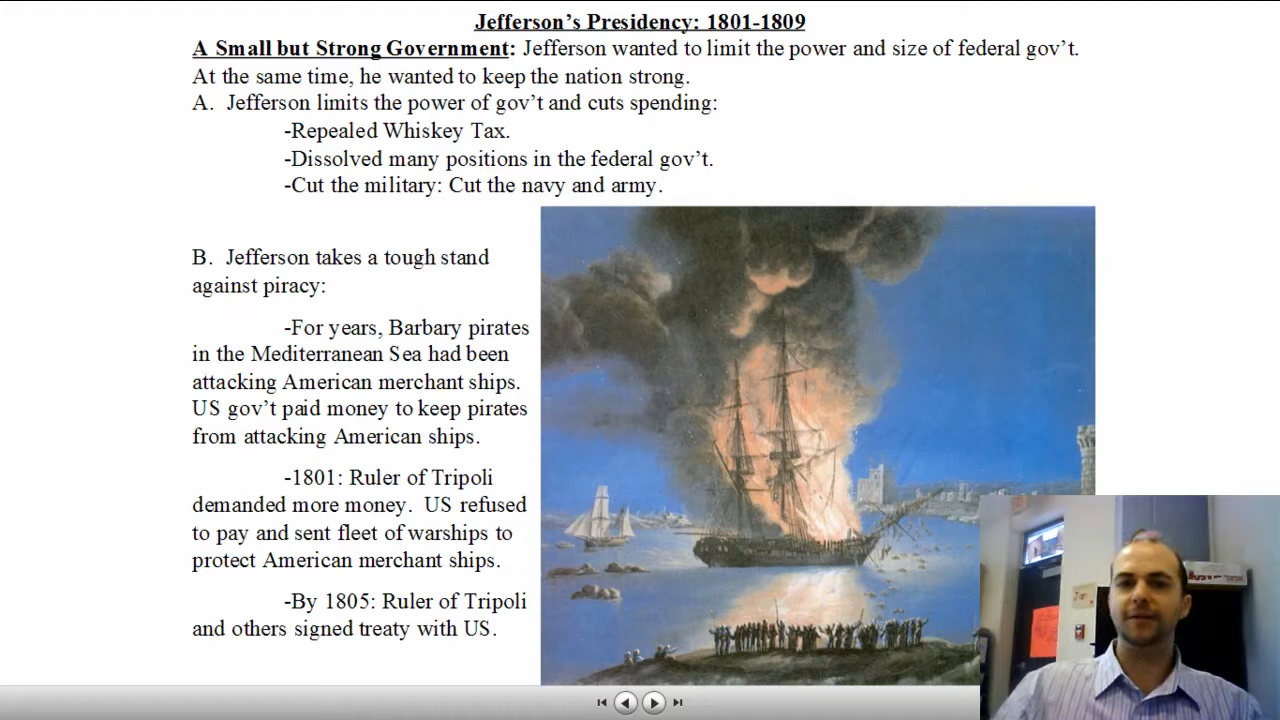 Jefferson's Presidency: 1801-1809
A Small but Strong Government: Jefferson wanted to limit the power and size of federal gov't.
At the same time, he wanted to keep the nation strong.
A. Jefferson limits the power of gov't and cuts spending:
-Repealed Whiskey Tax.
-Dissolved many positions in the federal gov't.
-Cut the military: Cut the navy and army.
B. Jefferson takes a tough stand
against piracy:
-For years, Barbary pirates
in the Mediterranean Sea had been
attacking American merchant ships.
US gov't paid money to keep pirates
from attacking American ships.
-1801: Ruler of Tripoli
demanded more money. US refused
to pay and sent fleet of warships to
protect American merchant ships.
-By 1805: Ruler of Tripoli
and others signed treaty with US.